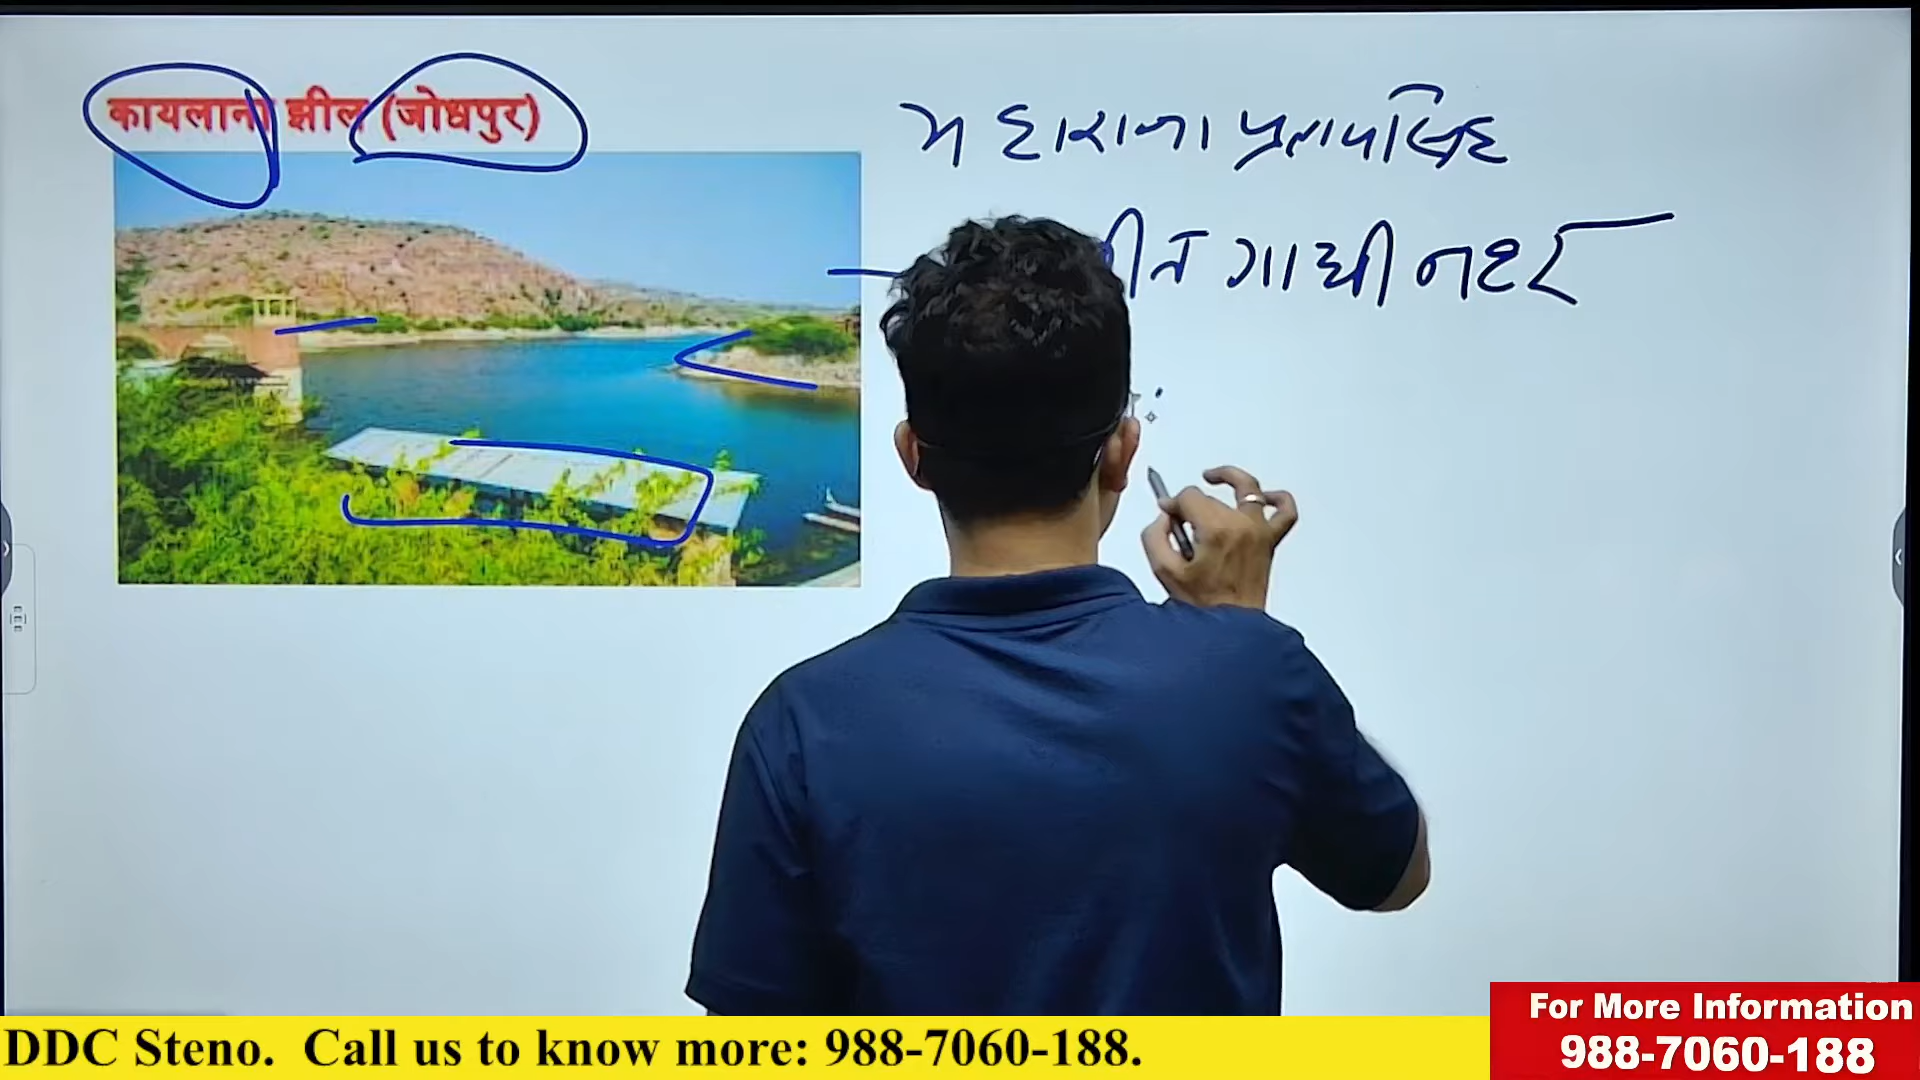 कायलाना झील (जोधपुर)
महाराजा प्रतापसिंह
गाधी नहर
DDC Steno. Call us to know more: 988-7060-188.
For More Information
988-7060-188